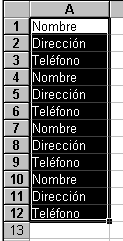 A
1 Nombre
2 Dirección
3 Teléfono
4 Nombre
5 Dirección
6 Teléfono
7 Nombre
8 Dirección
9 Teléfono
10 Nombre
11 Dirección
12 Teléfono
13